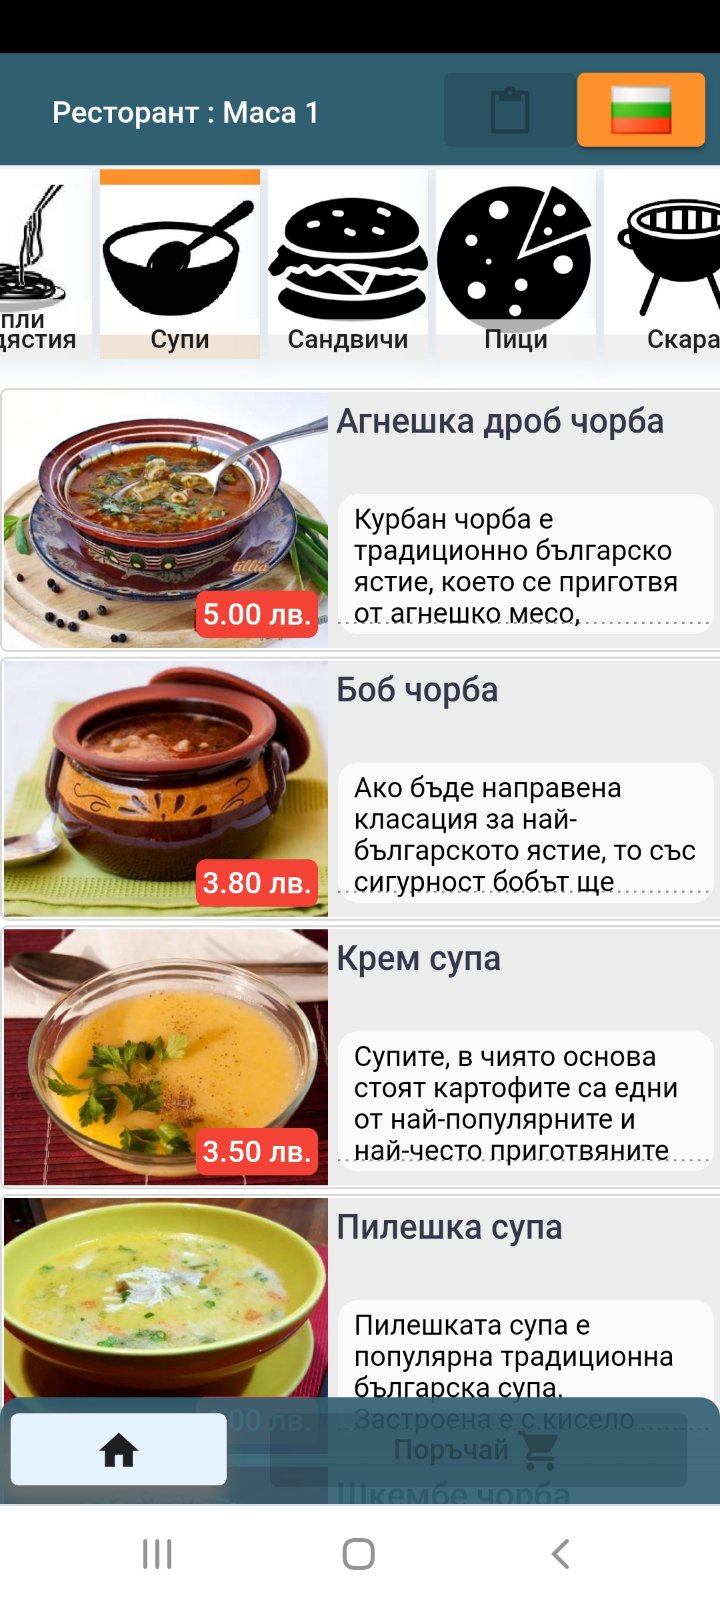 Ресторант : Маса 1
пли
дястия
Супи
Сандвичи
Пици
Скара
Агнешка дроб чорба
Курбан чорба е
традиционно българско
ястие, което се приготвя
от агнешко месо,
tillia
5.00 лв.
Боб чорба
Ако бъде направена
класация за най-
българското ястие, то със
сигурност бобът ще
3.80 лв.
Крем супа
Супите, в чиято основа
стоят картофите са едни
от най-популярните и
най-често приготвяните
3.50 лв.
Пилешка супа
Пилешката супа е
популярна традиционна
българска супа.
Застроена е с кисело
.00 лв.
Поръчай
Шкембе чорба